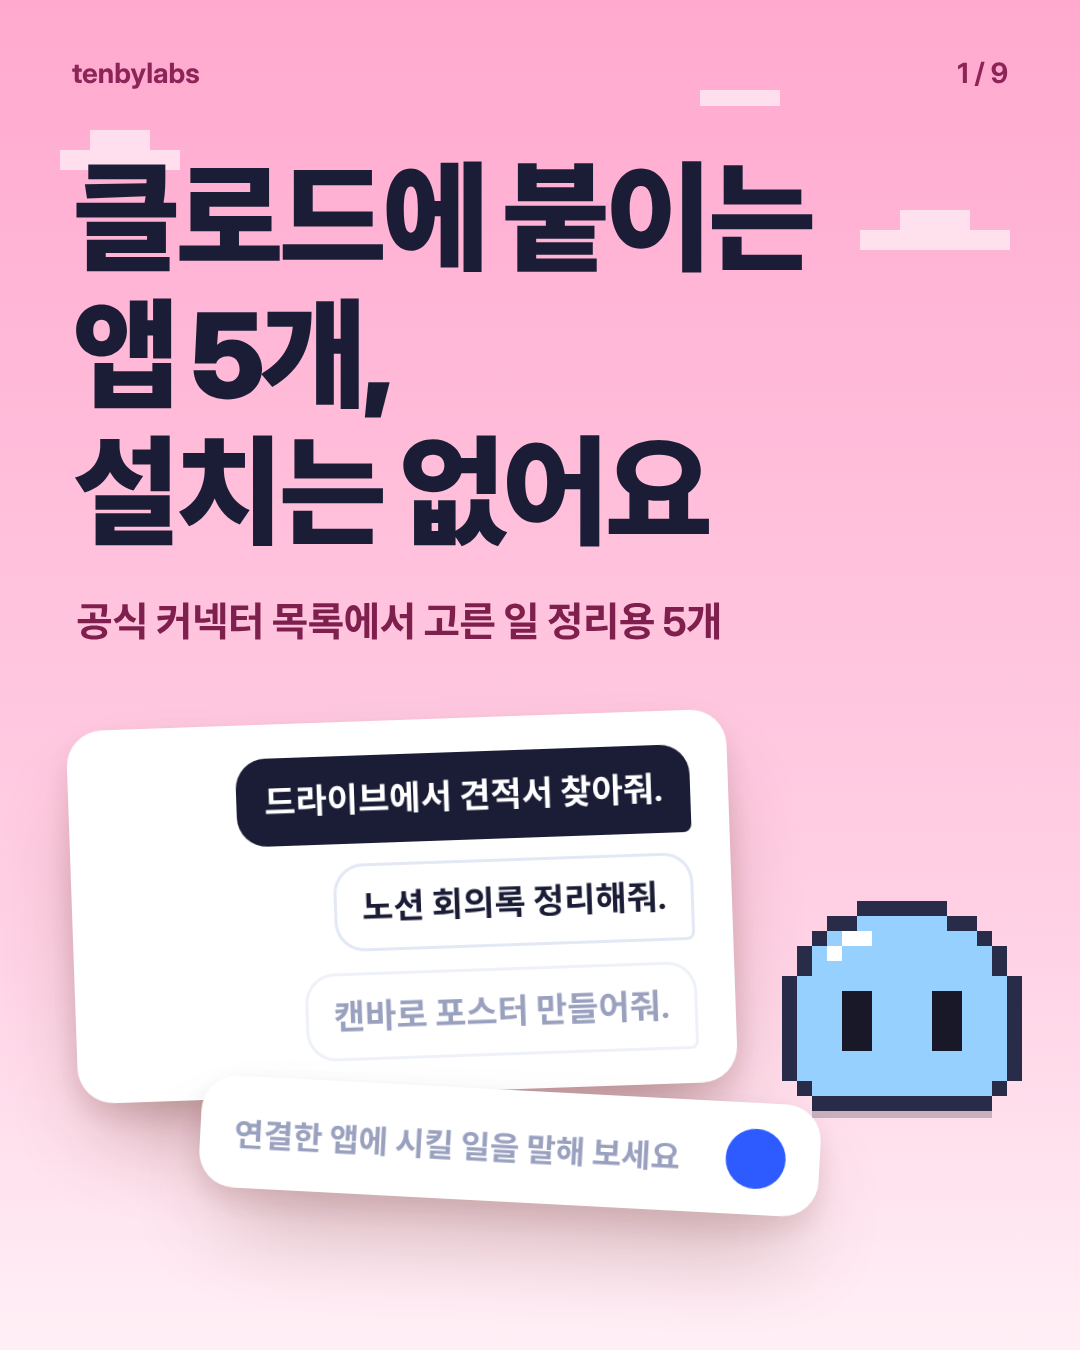 tenbylabs
1 / 9
클로드에 붙이는
앱 5개,
설치는 없어요
공식 커넥터 목록에서 고른 일 정리용 5개
드라이브에서 견적서 찾아줘.
노션 회의록 정리해줘.
캔바로 포스터 만들어줘.
연결한 앱에 시킬 일을 말해 보세요